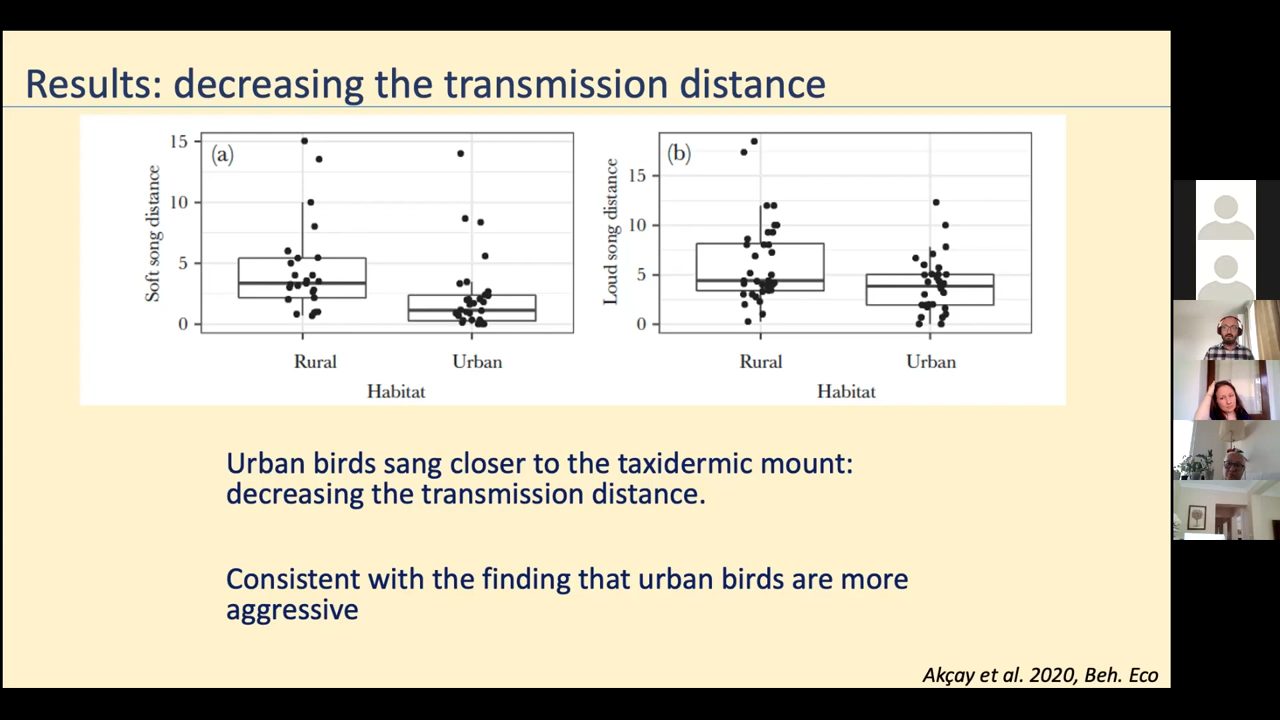 Results: decreasing the transmission distance
(a)
Soft song distance
15
10
5
0
Rural
Urban
Habitat
(b)
Loud song distance
15
10
5
0
Rural
Urban
Habitat
Urban birds sang closer to the taxidermic mount:
decreasing the transmission distance.
Consistent with the finding that urban birds are more
aggressive
Akçay et al. 2020, Beh. Eco